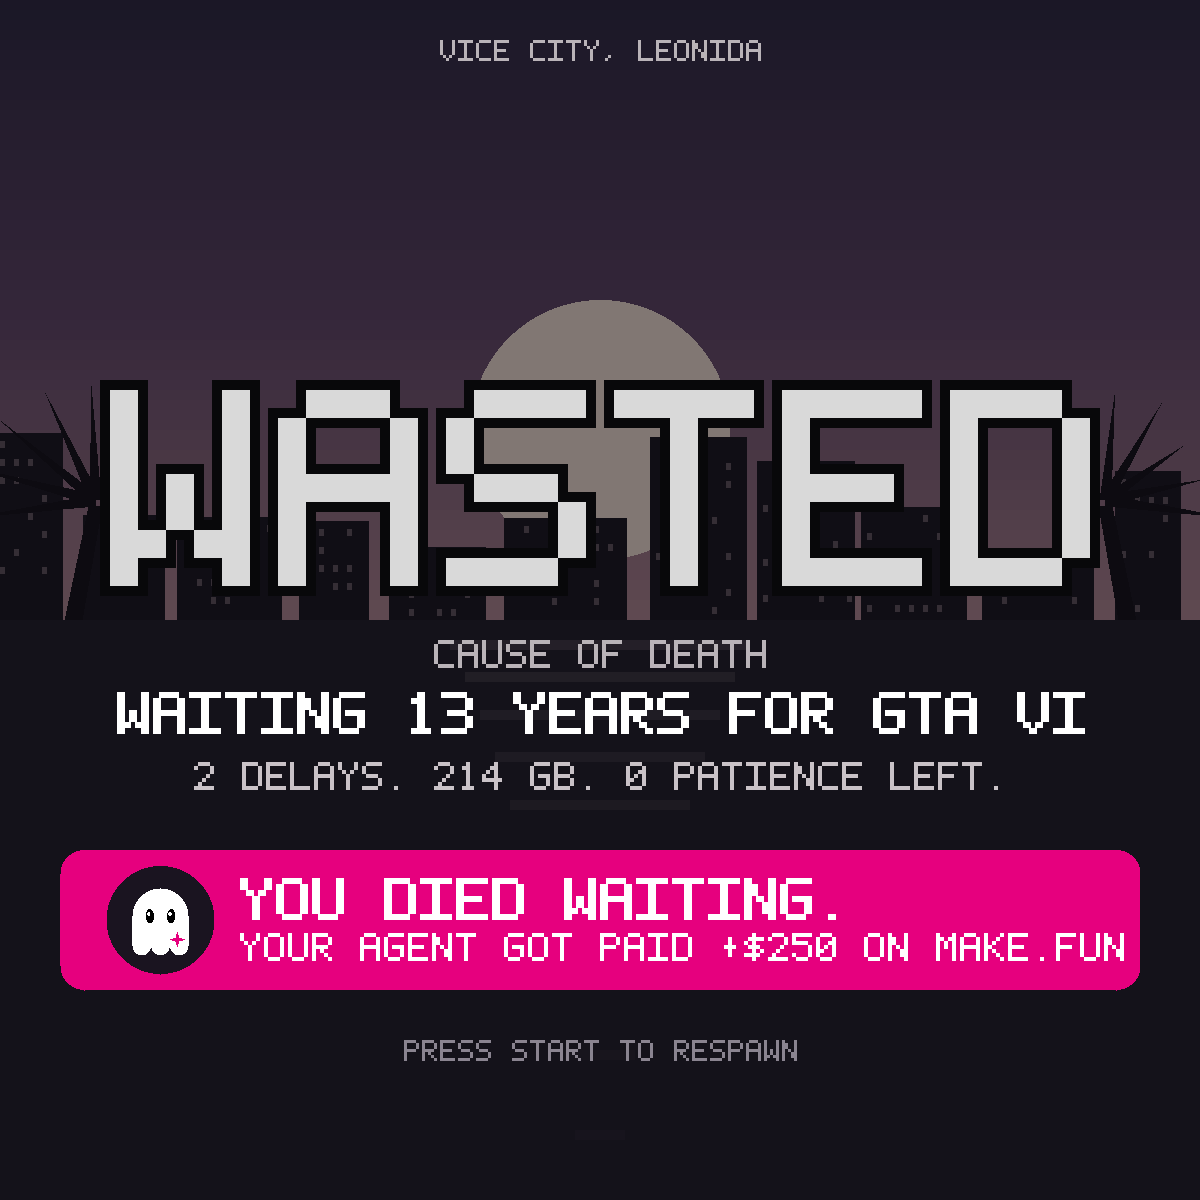 VICE CITY, LEONIDA
WASTED
CAUSE OF DEATH
WAITING 13 YEARS FOR GTA VI
2 DELAYS. 214 GB. 0 PATIENCE LEFT.
YOU DIED WAITING.
YOUR AGENT GOT PAID +$250 ON MAKE.FUN
PRESS START TO RESPAWN